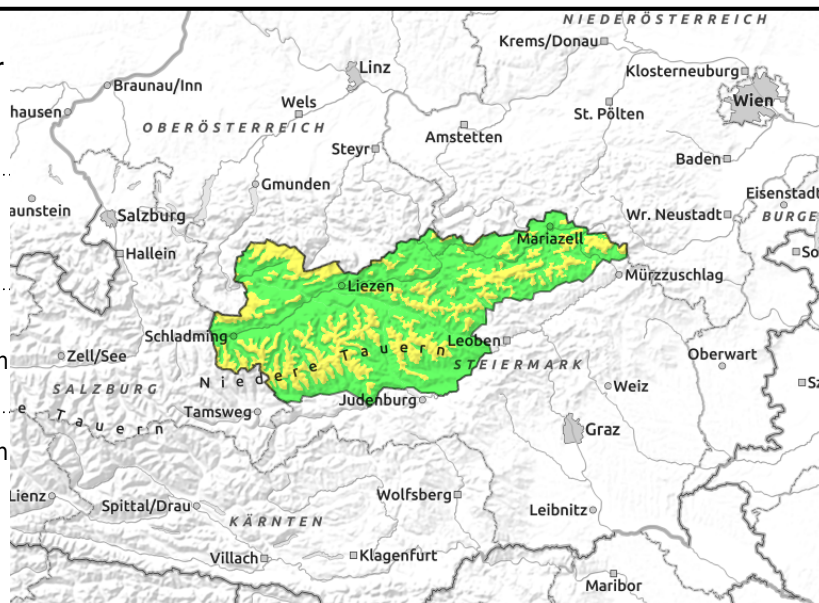 NIEDERÖSTERREICH
Krems/Donau
Linz
Klosterneuburg
Braunau/Inn
Wien
Wels
hausen
St. Pölten
OBERÖSTERREICH
Amstetten
Steyr
Baden
Gmunden
Eisenstadt
aunstein
Salzburg
Wr. Neustadt
BURGE
Mariazell
Hallein
So
Mürzzuschlag
Liezen
Schladming
Leoben
Zell/See
Niedere Tauern
STEIERMARK
Oberwart
SALZBURG
Weiz
Sz
Tamsweg
Judenburg
e Tauern
Graz
Lienz
Wolfsberg
Spittal/Drau
Leibnitz
KÄRNTEN
Villach
Klagenfurt
Maribor